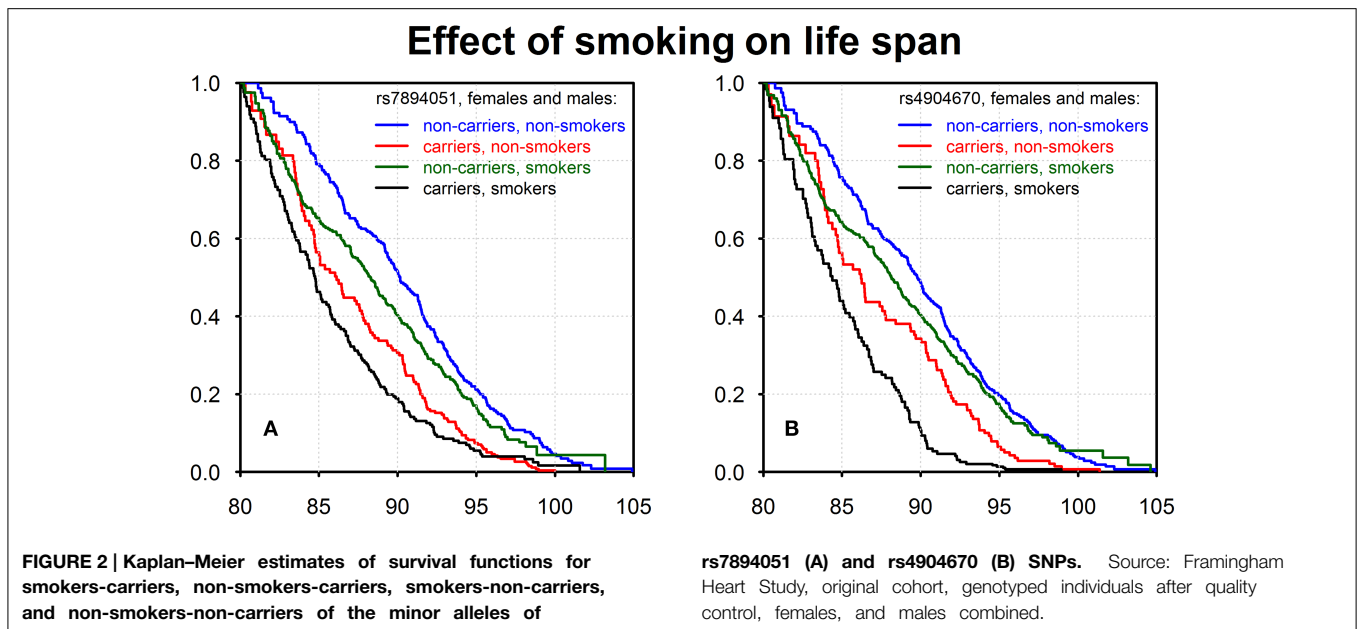 Effect of smoking on life span
1.0
0.8
0.6
0.4
0.2
0.0
80 85 90 95 100 105
rs7894051, females and males:
non-carriers, non-smokers
carriers, non-smokers
non-carriers, smokers
carriers, smokers
A
1.0
0.8
0.6
0.4
0.2
0.0
80 85 90 95 100 105
rs4904670, females and males:
non-carriers, non-smokers
carriers, non-smokers
non-carriers, smokers
carriers, smokers
B
FIGURE 2 | Kaplan–Meier estimates of survival functions for
smokers-carriers, non-smokers-carriers, smokers-non-carriers,
and non-smokers-non-carriers of the minor alleles of
rs7894051 (A) and rs4904670 (B) SNPs. Source: Framingham
Heart Study, original cohort, genotyped individuals after quality
control, females, and males combined.